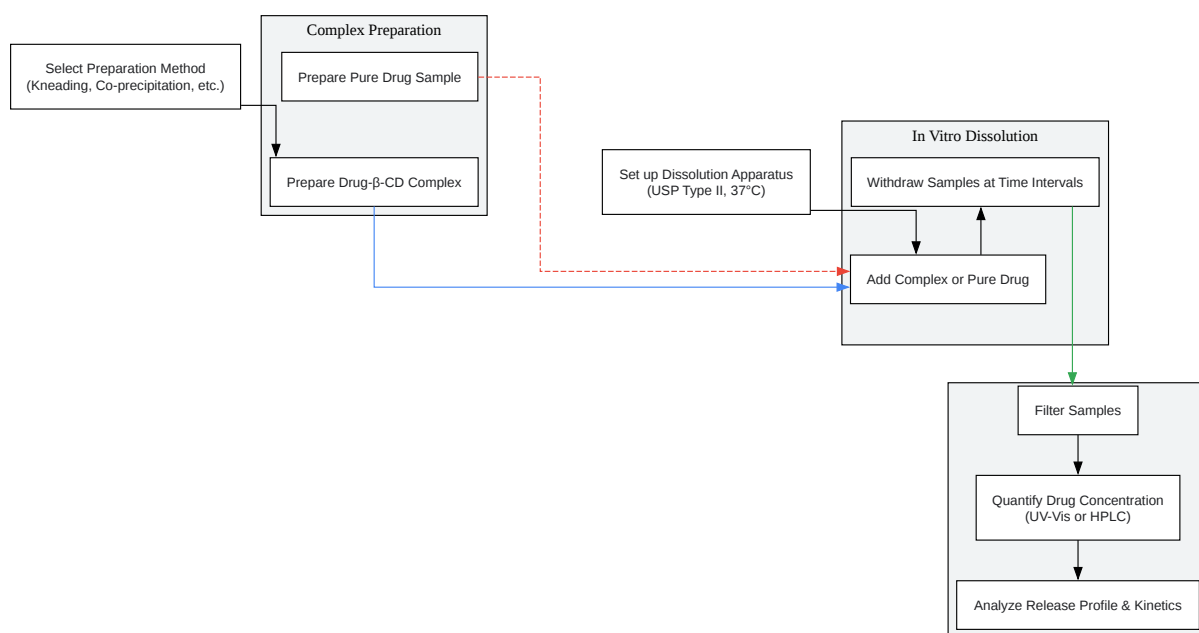 Complex Preparation
Select Preparation Method
(Kneading, Co-precipitation, etc.)
Prepare Pure Drug Sample
Prepare Drug-β-CD Complex
In Vitro Dissolution
Set up Dissolution Apparatus
(USP Type II, 37°C)
Withdraw Samples at Time Intervals
Add Complex or Pure Drug
Filter Samples
Quantify Drug Concentration
(UV-Vis or HPLC)
Analyze Release Profile & Kinetics